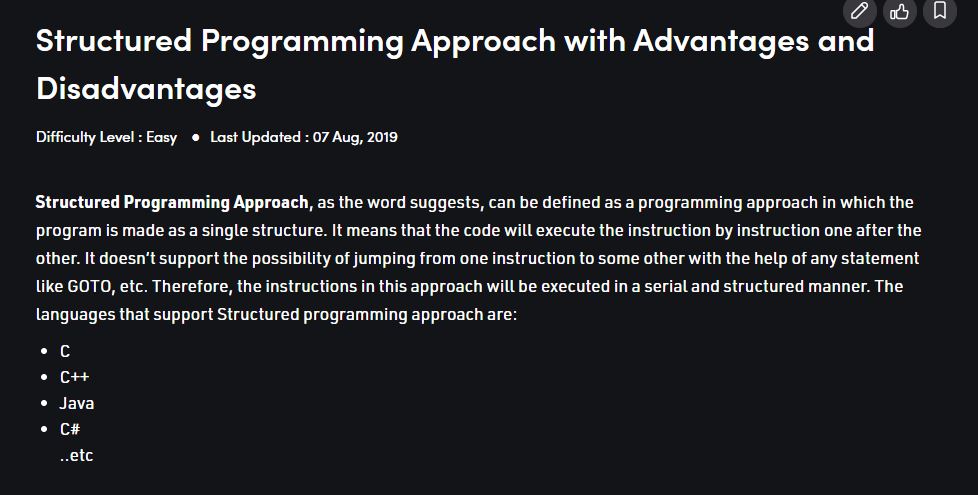 Structured Programming Approach with Advantages and
Disadvantages
Difficulty Level : Easy ● Last Updated : 07 Aug, 2019
Structured Programming Approach, as the word suggests, can be defined as a programming approach in which the
program is made as a single structure. It means that the code will execute the instruction by instruction one after the
other. It doesn’t support the possibility of jumping from one instruction to some other with the help of any statement
like GOTO, etc. Therefore, the instructions in this approach will be executed in a serial and structured manner. The
languages that support Structured programming approach are:
• C
• C++
• Java
• C#
..etc